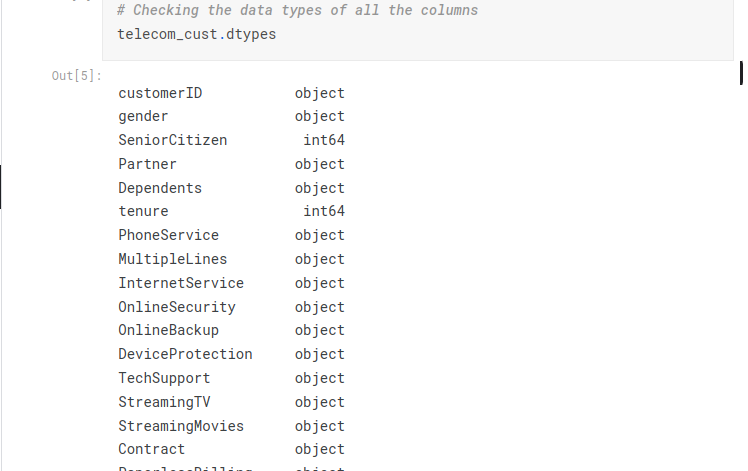 # Checking the data types of all the columns
telecom_cust.dtypes
Out[5]:
customerID object
gender object
SeniorCitizen int64
Partner object
Dependents object
tenure int64
PhoneService object
MultipleLines object
InternetService object
OnlineSecurity object
OnlineBackup object
DeviceProtection object
TechSupport object
StreamingTV object
StreamingMovies object
Contract object